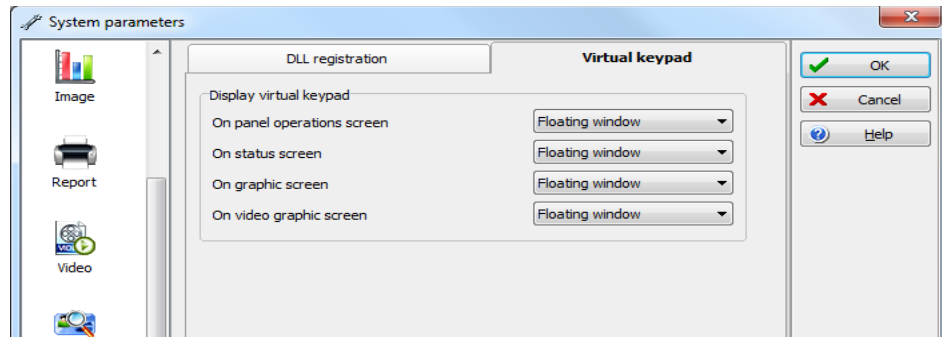 System parameters
Image
Report
VIDEO
Video
DLL registration
Virtual keypad
Display virtual keypad
On panel operations screen Floating window
On status screen Floating window
On graphic screen Floating window
On video graphic screen Floating window
OK
Cancel
Help